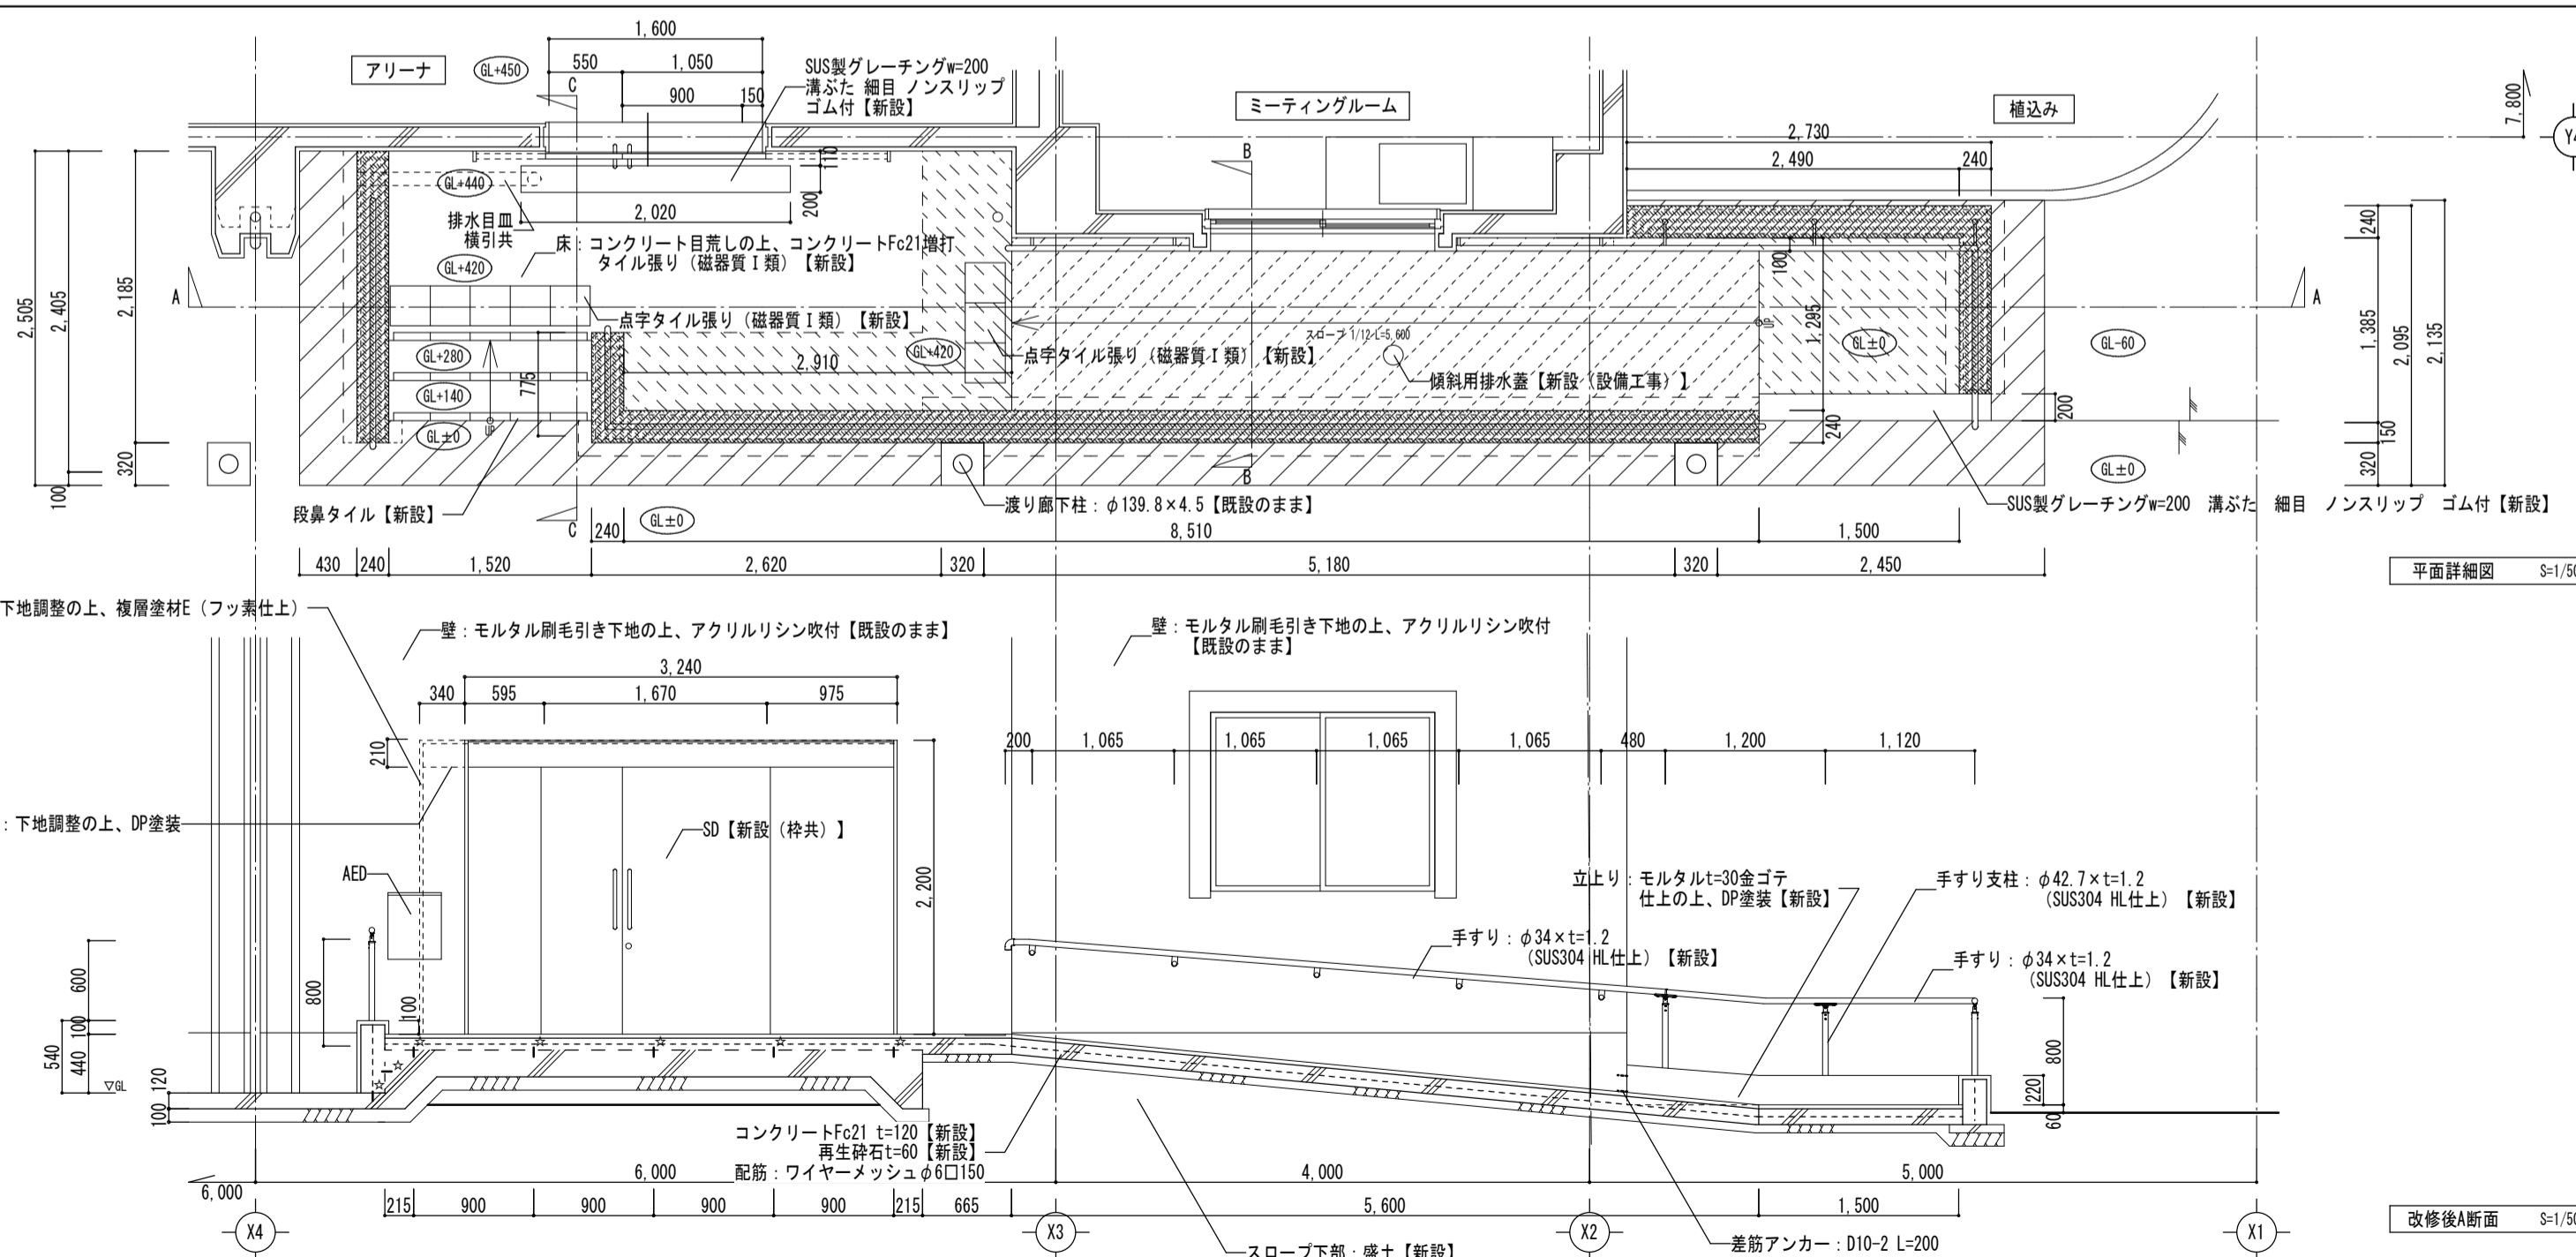 1,600
アリーナ
GL+450
550
1,050
C
900
150
SUS製グレーチングw=200
溝ぶた 細目 ノンスリップ
ゴム付【新設】
ミーティングルーム
植込み
7,800
2,730
2,490
240
B
110
GL+440
200
2,020
排水目皿
横引共
床：コンクリート目荒しの上、コンクリートFc21増打
タイル張り（磁器質Ⅰ類）【新設】
GL+420
2,505
2,405
2,185
A
A
点字タイル張り（磁器質Ⅰ類）【新設】
GL+280
GL+140
GL±0
UP
775
2,910
GL+420
点字タイル張り（磁器質Ⅰ類）【新設】
スロープ 1/12 L=5,600
UP
傾斜用排水蓋【新設（設備工事）】
100
1,295
240
GL±0
GL-60
GL±0
200
240
1,385
150
320
2,095
2,135
320
100
段鼻タイル【新設】
C
GL±0
B
渡り廊下柱：φ139.8×4.5【既設のまま】
SUS製グレーチングw=200 溝ぶた 細目 ノンスリップ ゴム付【新設】
240
8,510
1,500
430
240
1,520
2,620
320
5,180
320
2,450
平面詳細図
下地調整の上、複層塗材E（フッ素仕上）
壁：モルタル刷毛引き下地の上、アクリルリシン吹付【既設のまま】
壁：モルタル刷毛引き下地の上、アクリルリシン吹付
【既設のまま】
3,240
340
595
1,670
975
210
200
1,065
1,065
1,065
1,065
480
1,200
1,120
：下地調整の上、DP塗装
SD【新設（枠共）】
AED
2,200
立上り：モルタルt=30金ゴテ
仕上の上、DP塗装【新設】
手すり支柱：φ42.7×t=1.2
（SUS304 HL仕上）【新設】
手すり：φ34×t=1.2
（SUS304 HL仕上）【新設】
手すり：φ34×t=1.2
（SUS304 HL仕上）【新設】
600
100
440
540
120
100
▽GL
800
100
800
220
60
コンクリートFc21 t=120【新設】
再生砕石t=60【新設】
配筋：ワイヤーメッシュφ6□150
6,000
6,000
4,000
5,000
215
900
900
900
900
215
665
5,600
1,500
X4
X3
X2
X1
改修後A断面
スロープ下部：盛土【新設】
差筋アンカー：D10-2 L=200